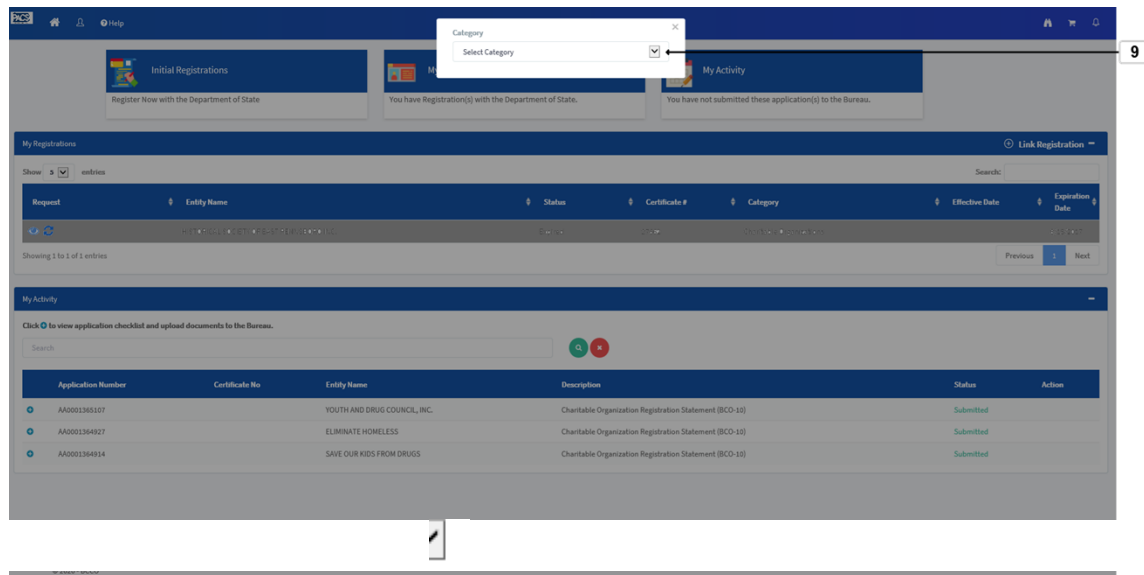 PACS Help
Category
Select Category
9
Initial Registrations
My
My Activity
Register Now with the Department of State
You have Registration(s) with the Department of State.
You have not submitted these application(s) to the Bureau.
My Registrations
Link Registration
Show 5 entries
Search:
Request Entity Name Status Certificate # Category Effective Date Expiration Date
Showing 1 to 1 of 1 entries
Previous 1 Next
My Activity
Click to view application checklist and upload documents to the Bureau.
Search
Application Number Certificate No Entity Name Description Status Action
AA0001365107 YOUTH AND DRUG COUNCIL, INC. Charitable Organization Registration Statement (BCO-10) Submitted
AA0001364927 ELIMINATE HOMELESS Charitable Organization Registration Statement (BCO-10) Submitted
AA0001364914 SAVE OUR KIDS FROM DRUGS Charitable Organization Registration Statement (BCO-10) Submitted